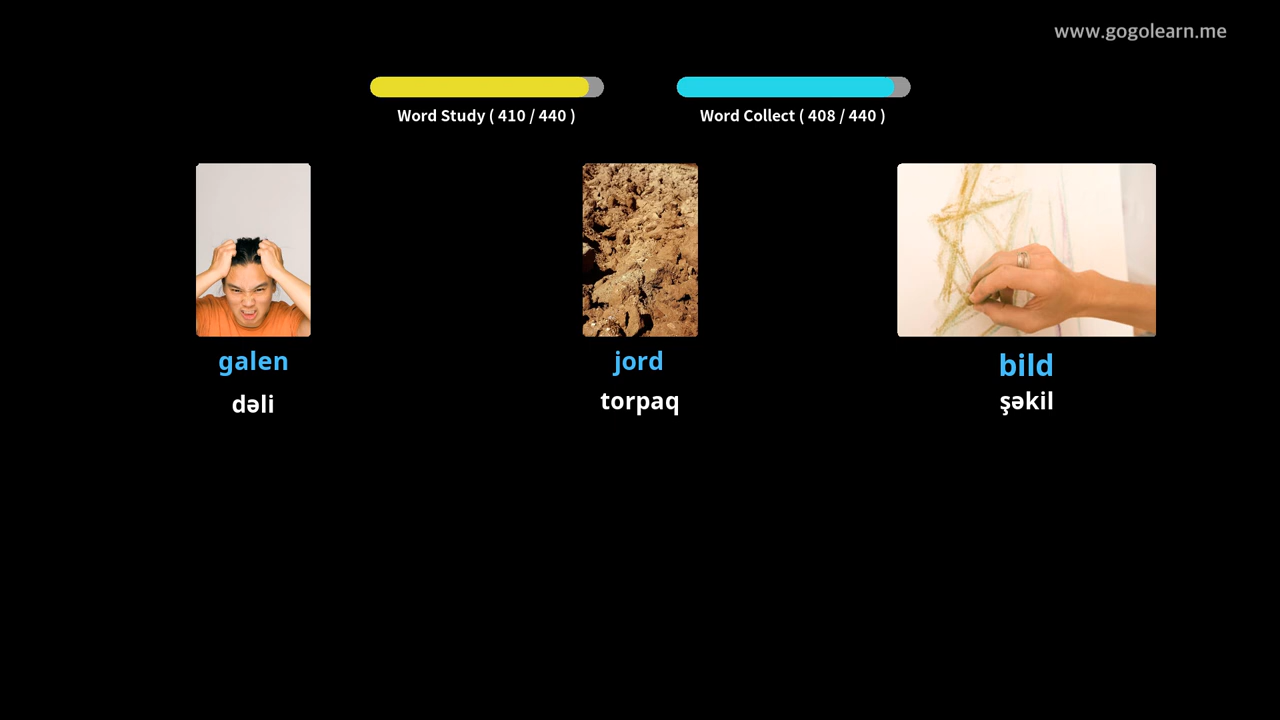 www.gogolearn.me
Word Study ( 410 / 440 )
Word Collect ( 408 / 440 )
galen
jord
bild
dəli
torpaq
şəkil